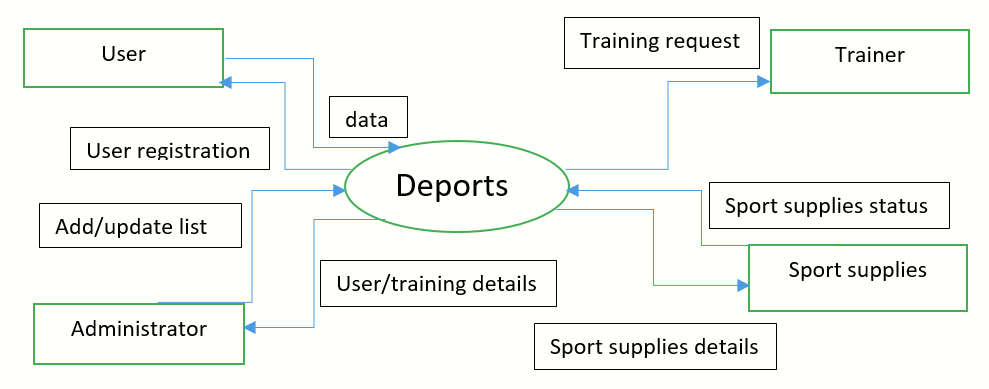 User
Training request
Trainer
data
User registration
Deports
Sport supplies status
Add/update list
User/training details
Sport supplies
Administrator
Sport supplies details